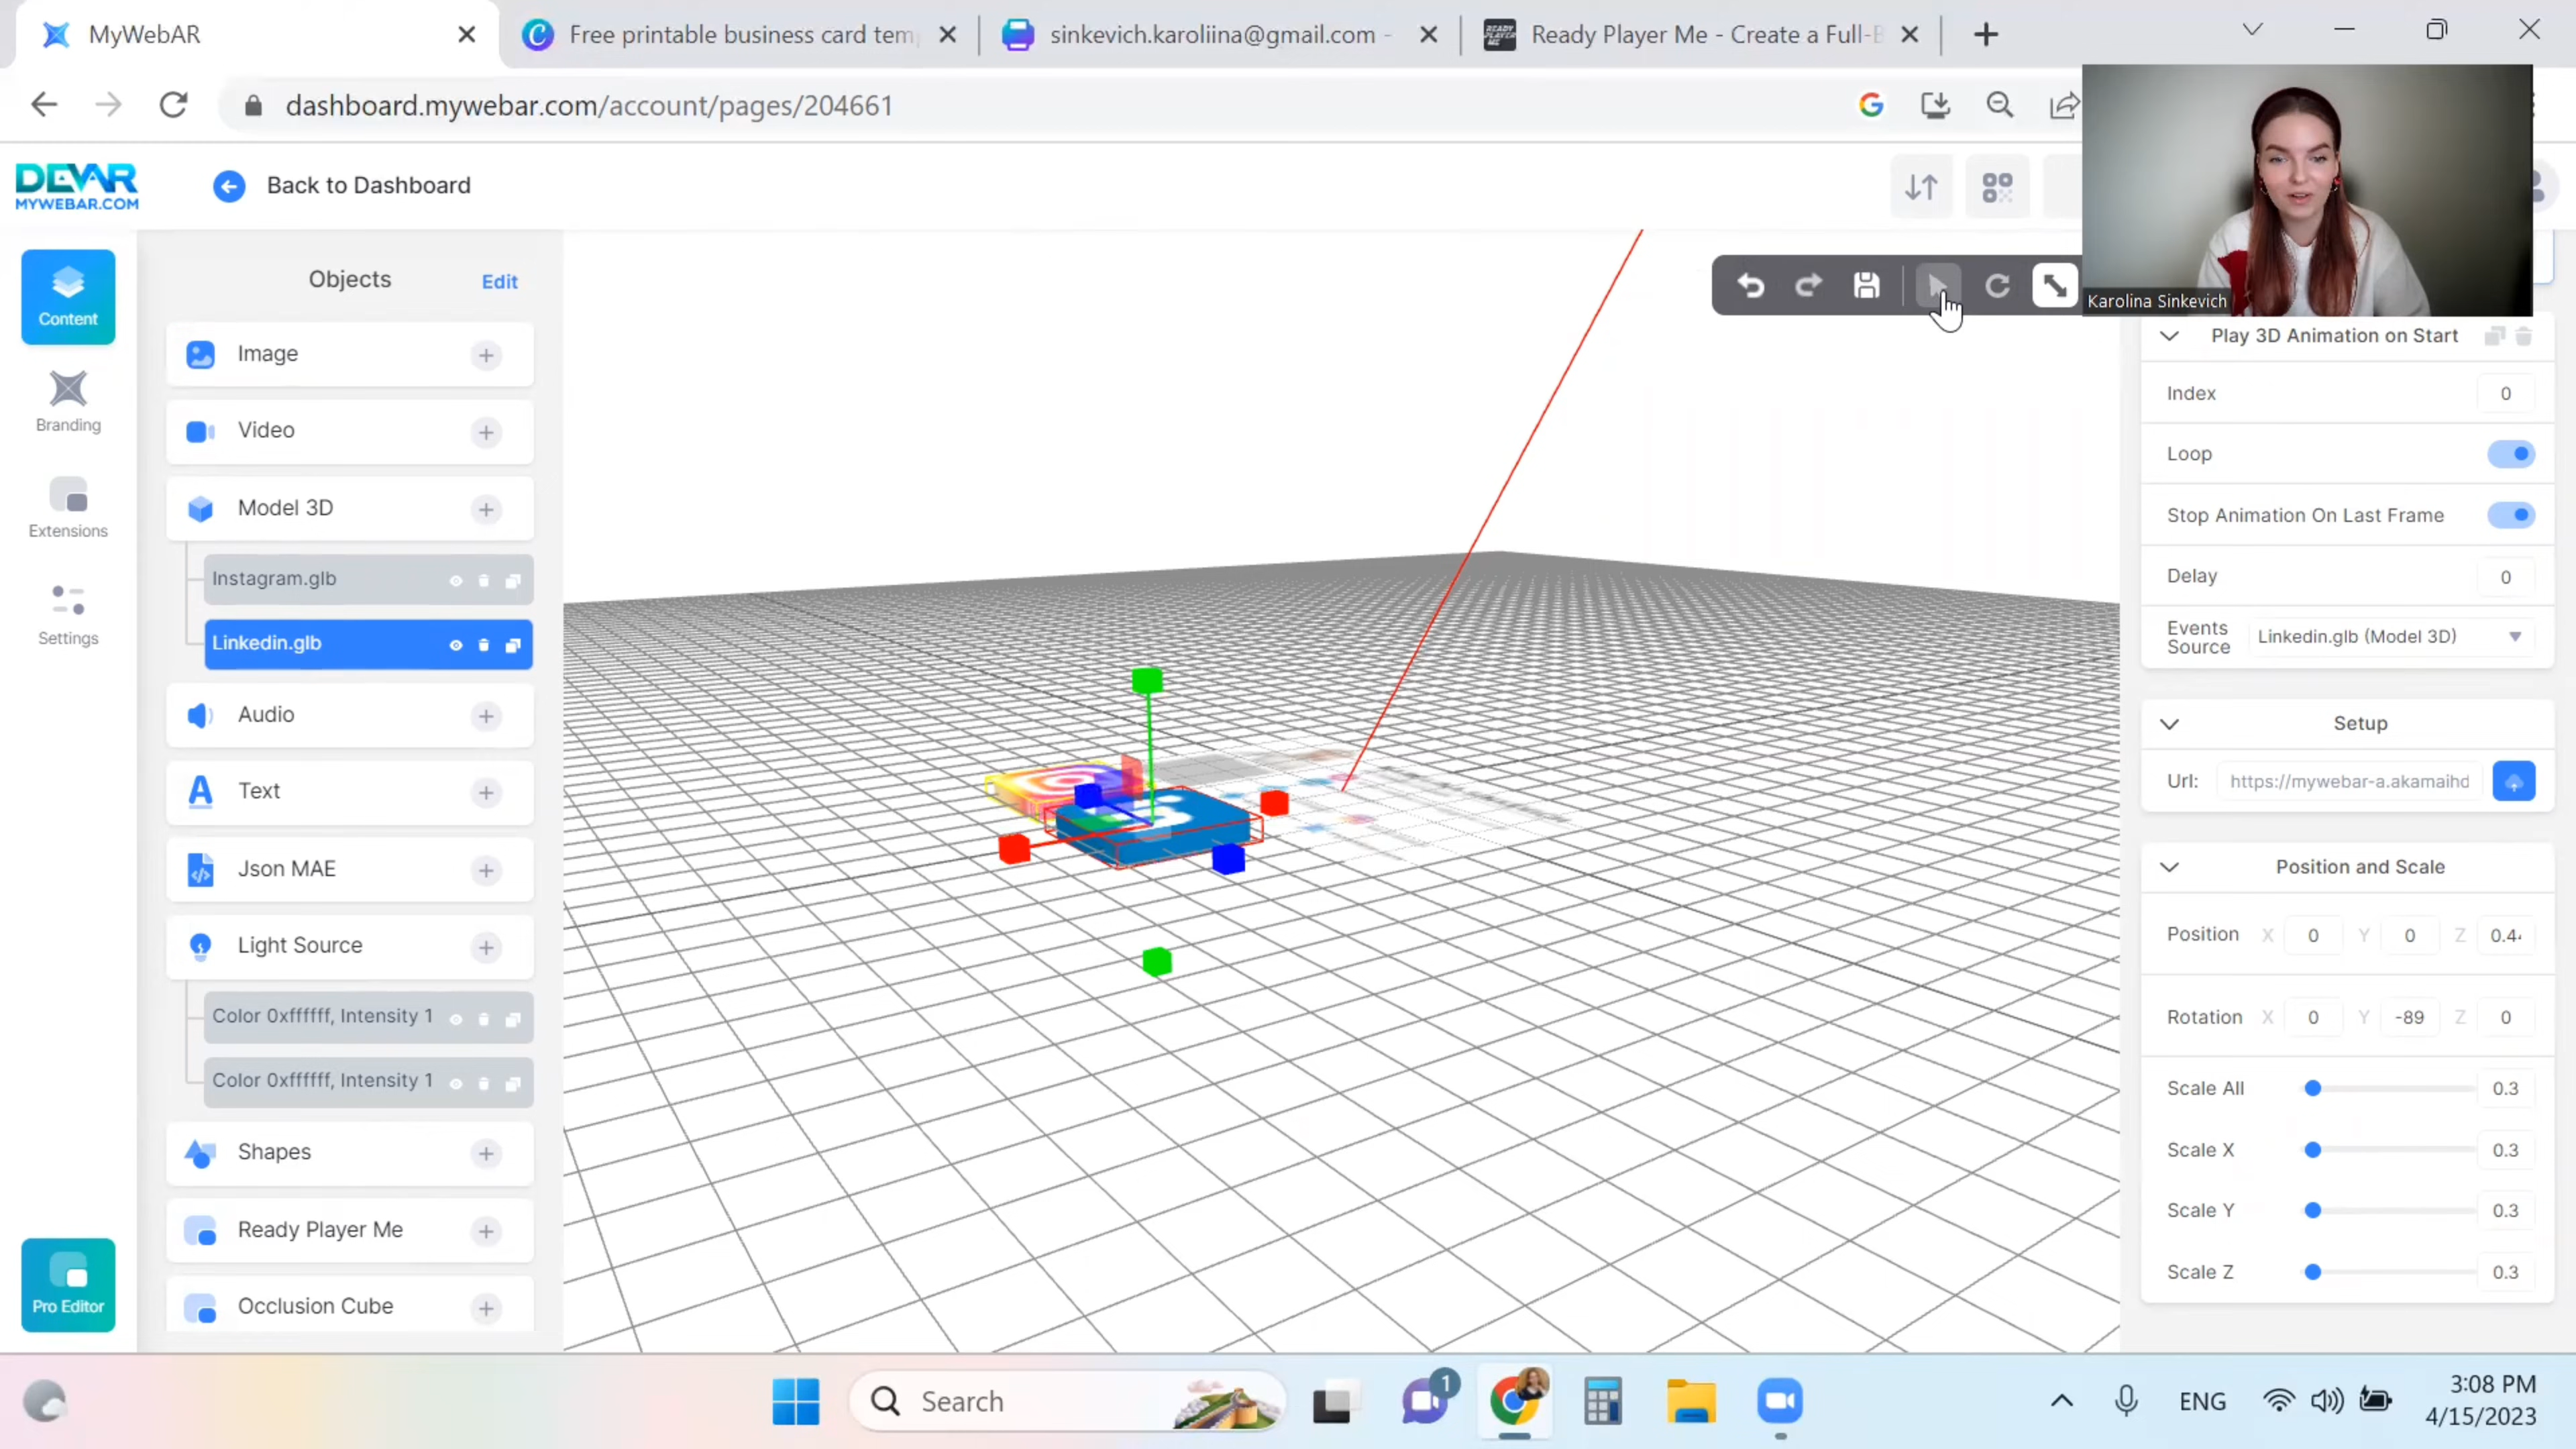 MyWebAR
Free printable business card tem
sinkevich.karoliina@gmail.com -
Ready Player Me - Create a Full-B
dashboard.mywebar.com/account/pages/204661
DEVAR
MYWEBAR.COM
Back to Dashboard
Karolina Sinkevich
Content
Branding
Extensions
Settings
Pro Editor
Objects
Edit
Image
Video
Model 3D
Instagram.glb
Linkedin.glb
Audio
Text
Json MAE
Light Source
Color 0xffffff, Intensity 1
Color 0xffffff, Intensity 1
Shapes
Ready Player Me
Occlusion Cube
Play 3D Animation on Start
Index 0
Loop
Stop Animation On Last Frame
Delay 0
Events Source Linkedin.glb (Model 3D)
Setup
Url: https://mywebar-a.akamaihd
Position and Scale
Position X 0 Y 0 Z 0.4
Rotation X 0 Y -89 Z 0
Scale All 0.3
Scale X 0.3
Scale Y 0.3
Scale Z 0.3
Search
1
ENG
3:08 PM
4/15/2023